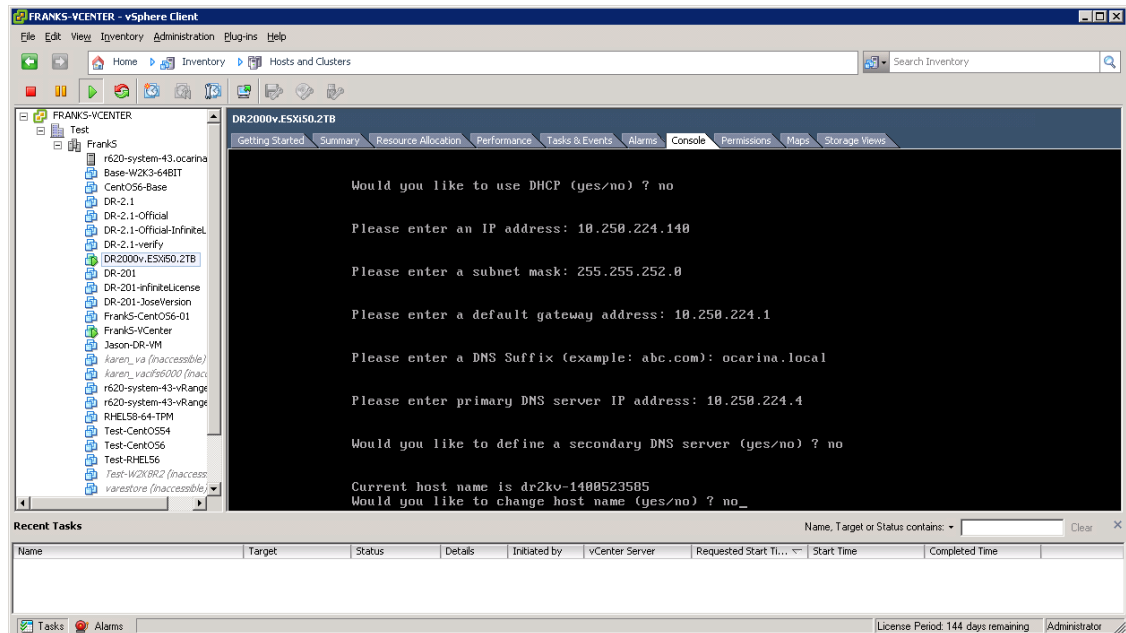 FRANKS-VCENTER - vSphere Client
File Edit View Inventory Administration Plug-ins Help
Home Inventory Hosts and Clusters Search Inventory
FRANKS-VCENTER
Test
FrankS
r620-system-43.ocarina
Base-W2K3-64BIT
CentOS6-Base
DR-2.1
DR-2.1-Official
DR-2.1-Official-InfiniteL
DR-2.1-verify
DR2000v.ESXi50.2TB
DR-201
DR-201-infiniteLicense
DR-201-JoseVersion
FrankS-CentOS6-01
FrankS-VCenter
Jason-DR-VM
karen_va (inaccessible)
karen_vacifs6000 (inacc
r620-system-43-vRange
r620-system-43-vRange
RHEL58-64-TPM
Test-CentOS54
Test-CentOS6
Test-RHEL56
Test-W2K8R2 (inaccess
varestore (inaccessible)
DR2000v.ESXi50.2TB
Getting Started Summary Resource Allocation Performance Tasks & Events Alarms Console Permissions Maps Storage Views
Would you like to use DHCP (yes/no) ? no
Please enter an IP address: 10.250.224.140
Please enter a subnet mask: 255.255.252.0
Please enter a default gateway address: 10.250.224.1
Please enter a DNS Suffix (example: abc.com): ocarina.local
Please enter primary DNS server IP address: 10.250.224.4
Would you like to define a secondary DNS server (yes/no) ? no
Current host name is dr2kv-1400523585
Would you like to change host name (yes/no) ? no_
Recent Tasks Name, Target or Status contains: Clear
Name Target Status Details Initiated by vCenter Server Requested Start Ti... Start Time Completed Time
Tasks Alarms License Period: 144 days remaining Administrator